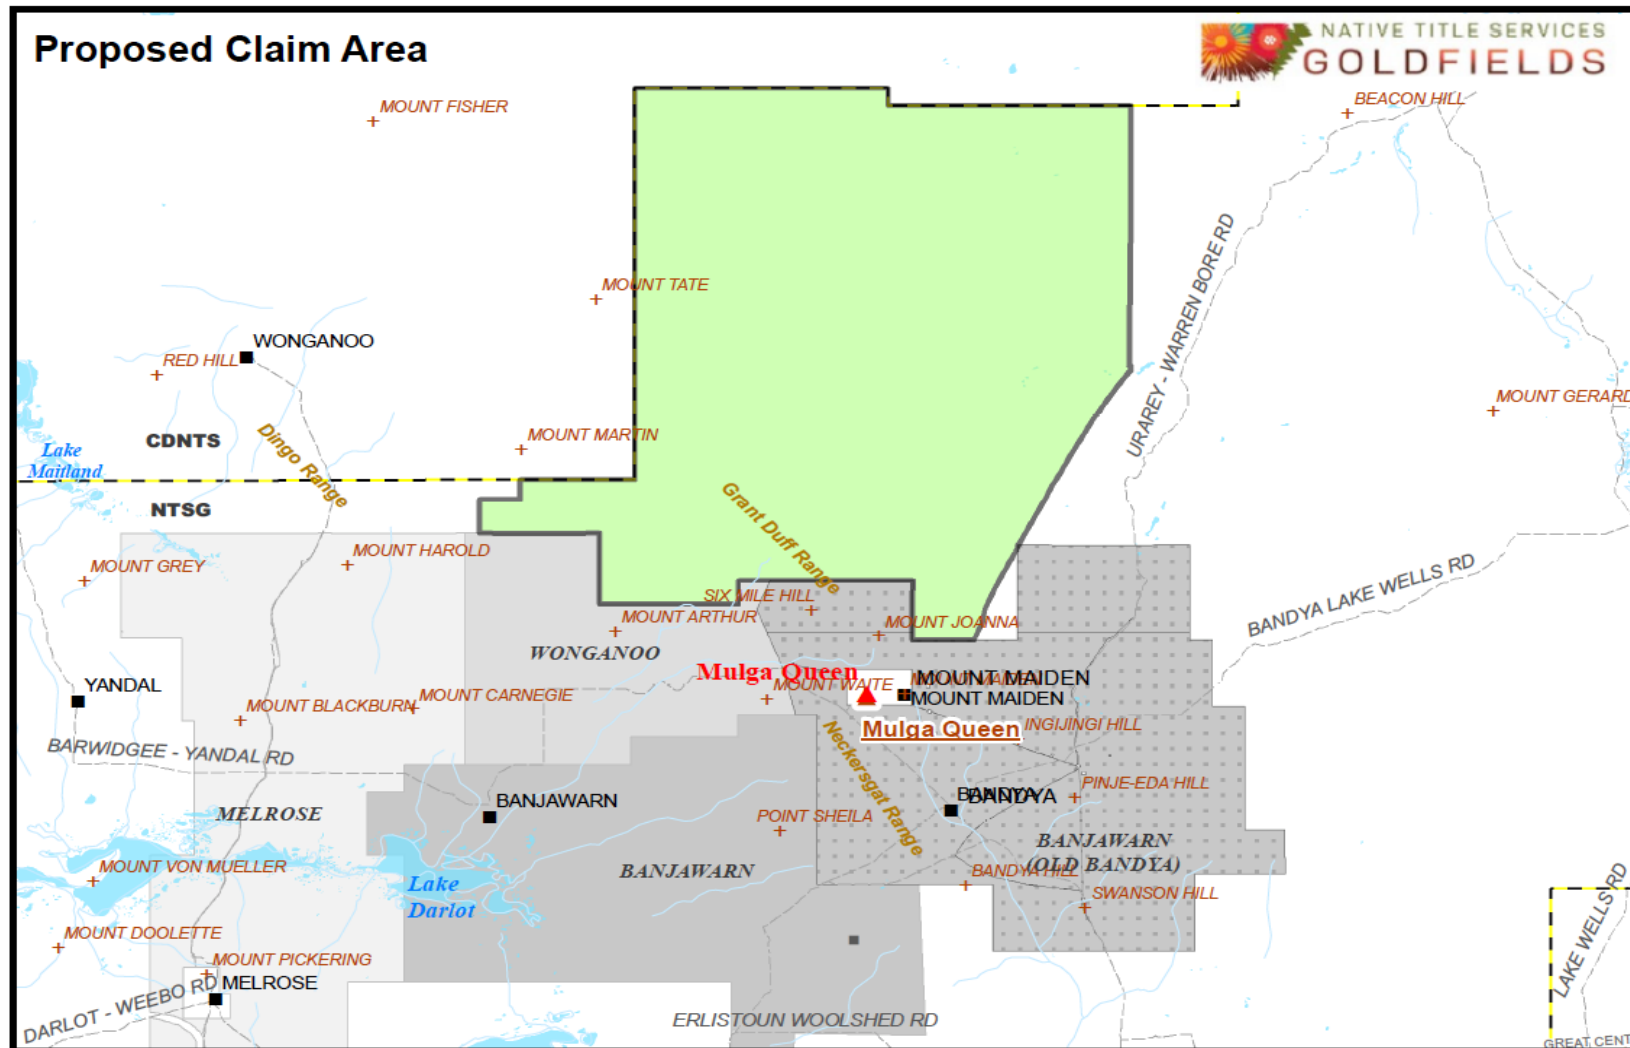 Proposed Claim Area
NATIVE TITLE SERVICES
GOLDFIELDS
MOUNT FISHER
BEACON HILL
MOUNT TATE
WONGANOO
RED HILL
URAREY - WARREN BORE RD
MOUNT GERARD
CDNTS
Dingo Range
MOUNT MARTIN
Lake
Maitland
NTSG
Grant Duff Range
MOUNT HAROLD
MOUNT GREY
BANDYA LAKE WELLS RD
SIX MILE HILL
MOUNT ARTHUR
MOUNT JOANNA
WONGANOO
Mulga Queen
MOUNT WAITE
MOUNT MAIDEN
MOUNT MAIDEN
YANDAL
MOUNT CARNEGIE
MOUNT BLACKBURN
Mulga Queen
INGIJINGI HILL
BARWIDGEE - YANDAL RD
Neckersgat Range
PINJE-EDA HILL
BANJAWARN
BANDYA
BANDYA
MELROSE
POINT SHEILA
BANJAWARN
(OLD BANDYA)
MOUNT VON MUELLER
BANJAWARN
Lake
Darlot
BANDYA HILL
SWANSON HILL
LAKE WELLS RD
MOUNT DOOLETTE
MOUNT PICKERING
MELROSE
DARLOT - WEEBO RD
ERLISTOUN WOOLSHED RD
GREAT CENT